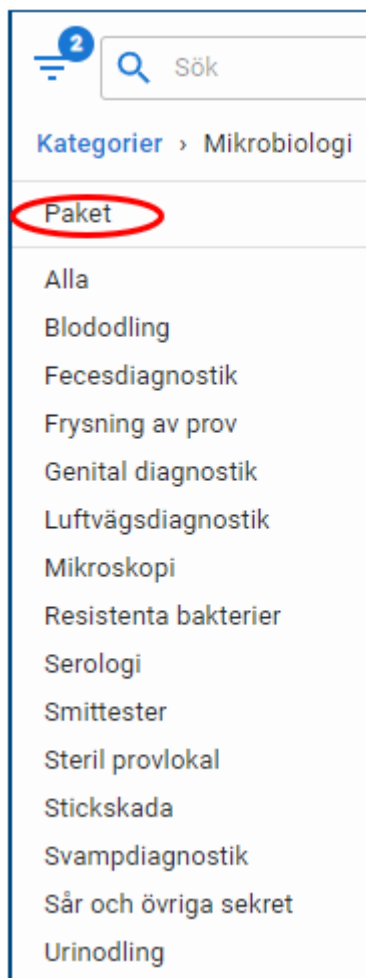 2
Sök
Kategorier › Mikrobiologi
Paket
Alla
Blododling
Fecesdiagnostik
Frysning av prov
Genital diagnostik
Luftvägsdiagnostik
Mikroskopi
Resistenta bakterier
Serologi
Smittester
Steril provlokal
Stickskada
Svampdiagnostik
Sår och övriga sekret
Urinodling